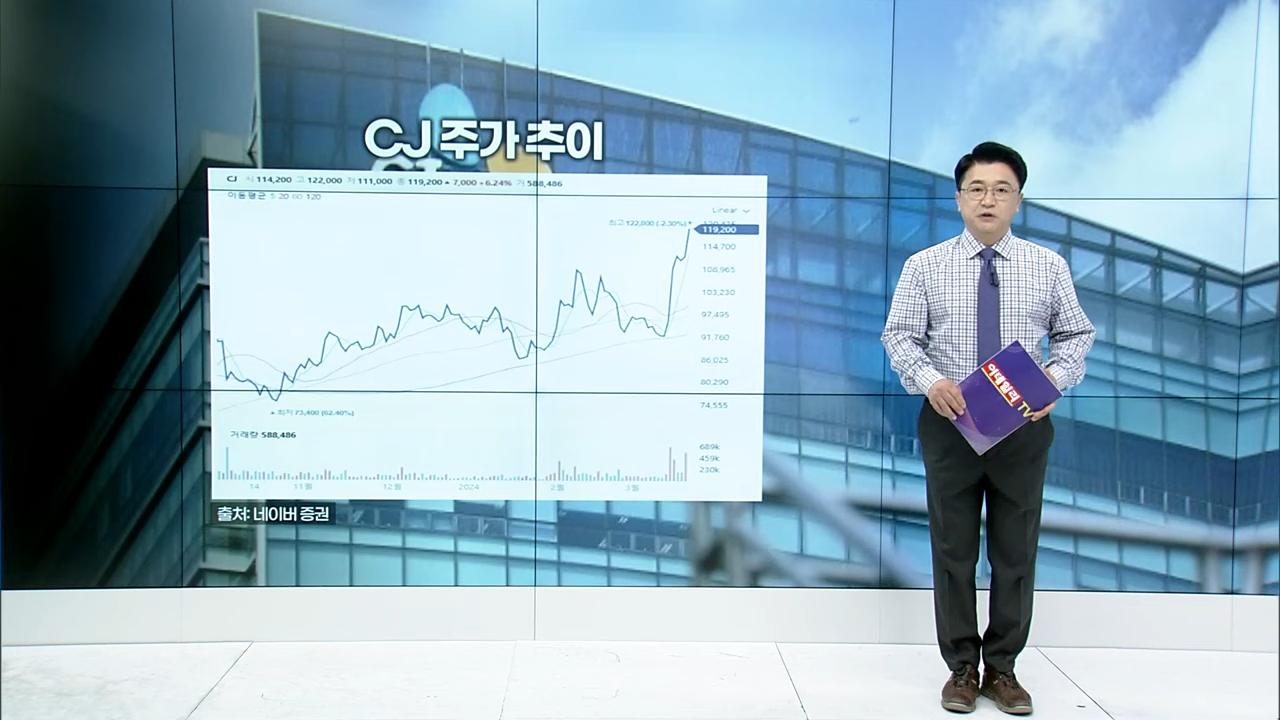 CJ 주가 추이
CJ 시 114,200 고 122,000 저 111,000 종 119,200 ▲ 7,000 +6.24% 거 588,486
이동평균 5 20 60 120
Linear
최고 122,000 (-2.30%)
119,200
114,700
108,965
103,230
97,495
91,760
86,025
80,290
74,555
최저 73,400 (62.40%)
거래량 588,486
689k
459k
230k
14 11월 12월 2024 2월 3월
출처: 네이버 증권
이데일리 TV